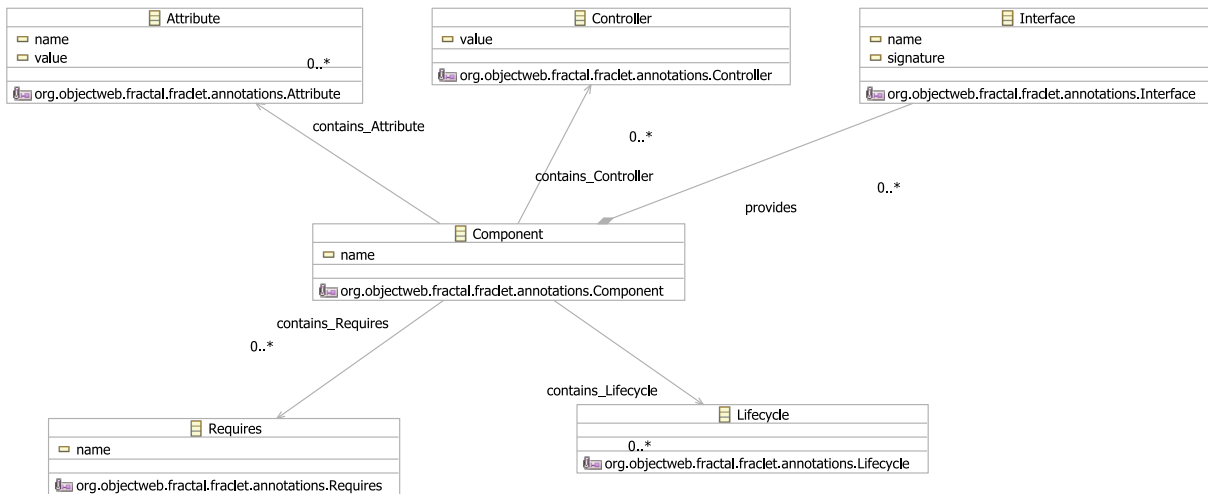 Attribute
name
value
0..*
org.objectweb.fractal.fraclet.annotations.Attribute
Controller
value
org.objectweb.fractal.fraclet.annotations.Controller
Interface
name
signature
org.objectweb.fractal.fraclet.annotations.Interface
contains_Attribute
0..*
contains_Controller
0..*
provides
Component
name
org.objectweb.fractal.fraclet.annotations.Component
contains_Requires
0..*
contains_Lifecycle
Requires
name
org.objectweb.fractal.fraclet.annotations.Requires
Lifecycle
0..*
org.objectweb.fractal.fraclet.annotations.Lifecycle